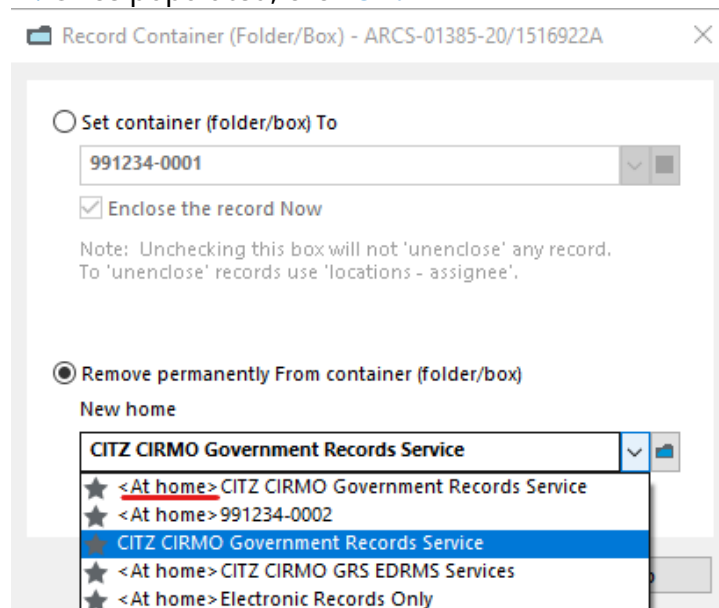 Record Container (Folder/Box) - ARCS-01385-20/1516922A
Set container (folder/box) To
991234-0001
Enclose the record Now
Note: Unchecking this box will not 'unenclose' any record.
To 'unenclose' records use 'locations - assignee'.
Remove permanently From container (folder/box)
New home
CITZ CIRMO Government Records Service
<At home>CITZ CIRMO Government Records Service
<At home>991234-0002
CITZ CIRMO Government Records Service
<At home>CITZ CIRMO GRS EDRMS Services
<At home>Electronic Records Only